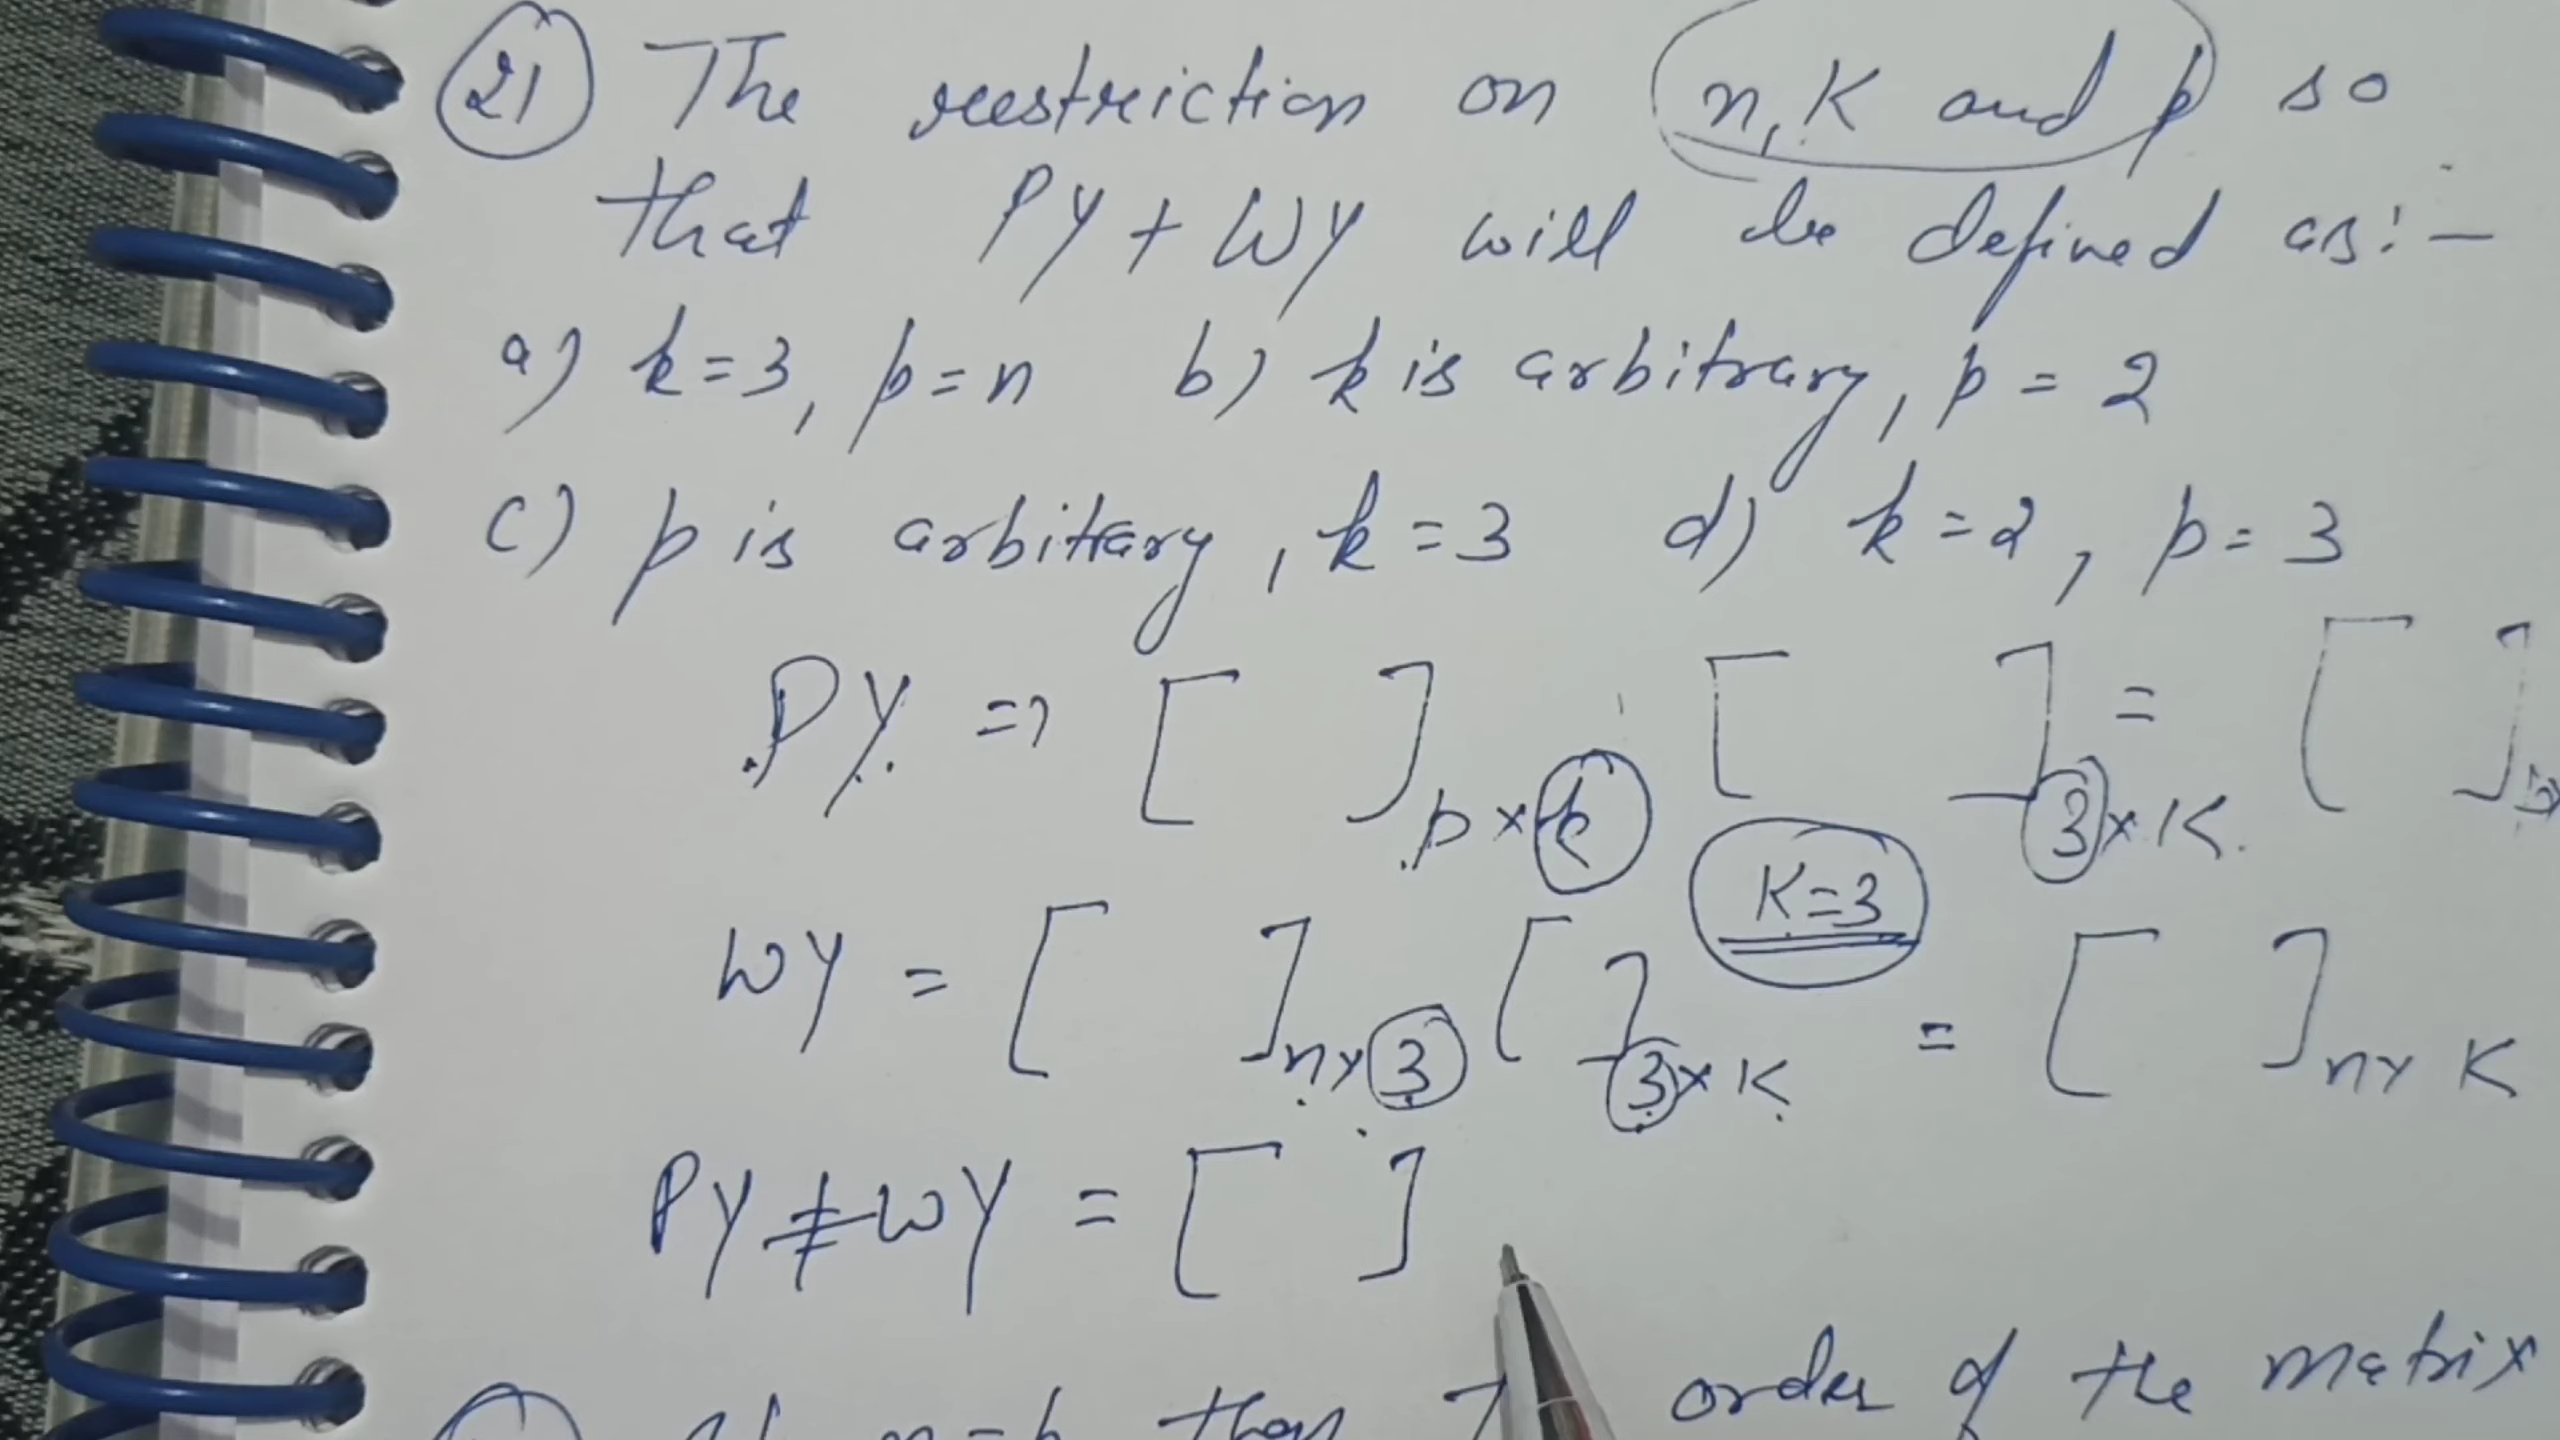 21 The restriction on n, K and p so
that PY + WY will be defined as:-
a) k=3, p=n b) k is arbitrary, p=2
c) p is arbitrary, k=3 d) k=2, p=3
PY => [ ] p×k [ ] 3×K = [ ]
K=3
WY = [ ] n×3 [ ] 3×K = [ ] n×K
PY + WY = [ ]
order of the matrix